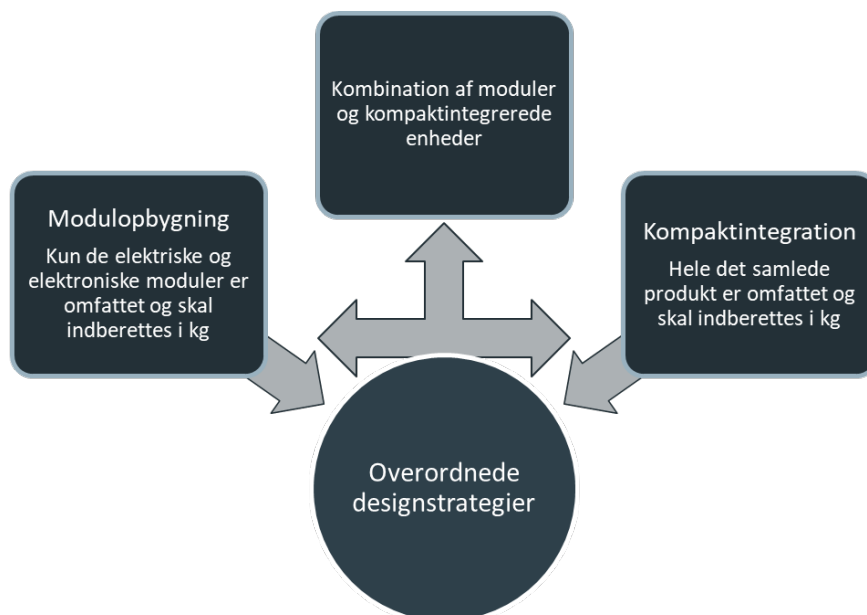 Kombination af moduler
og kompaktintegrerede
enheder
Modulopbygning
Kun de elektriske og
elektroniske moduler er
omfattet og skal
indberettes i kg
Kompaktintegration
Hele det samlede
produkt er omfattet og
skal indberettes i kg
Overordnede
designstrategier